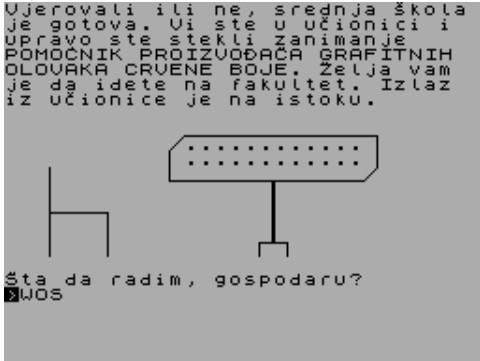 Vjerovali ili ne, srednja škola
je gotova. Vi ste u učionici i
upravo ste stekli zanimanje
POMOĆNIK PROIZVOĐAČA GRAFITNIH
OLOVAKA CRVENE BOJE. Želja vam
je da idete na fakultet. Izlaz
iz učionice je na istoku.
Šta da radim, gospodaru?
>WOS